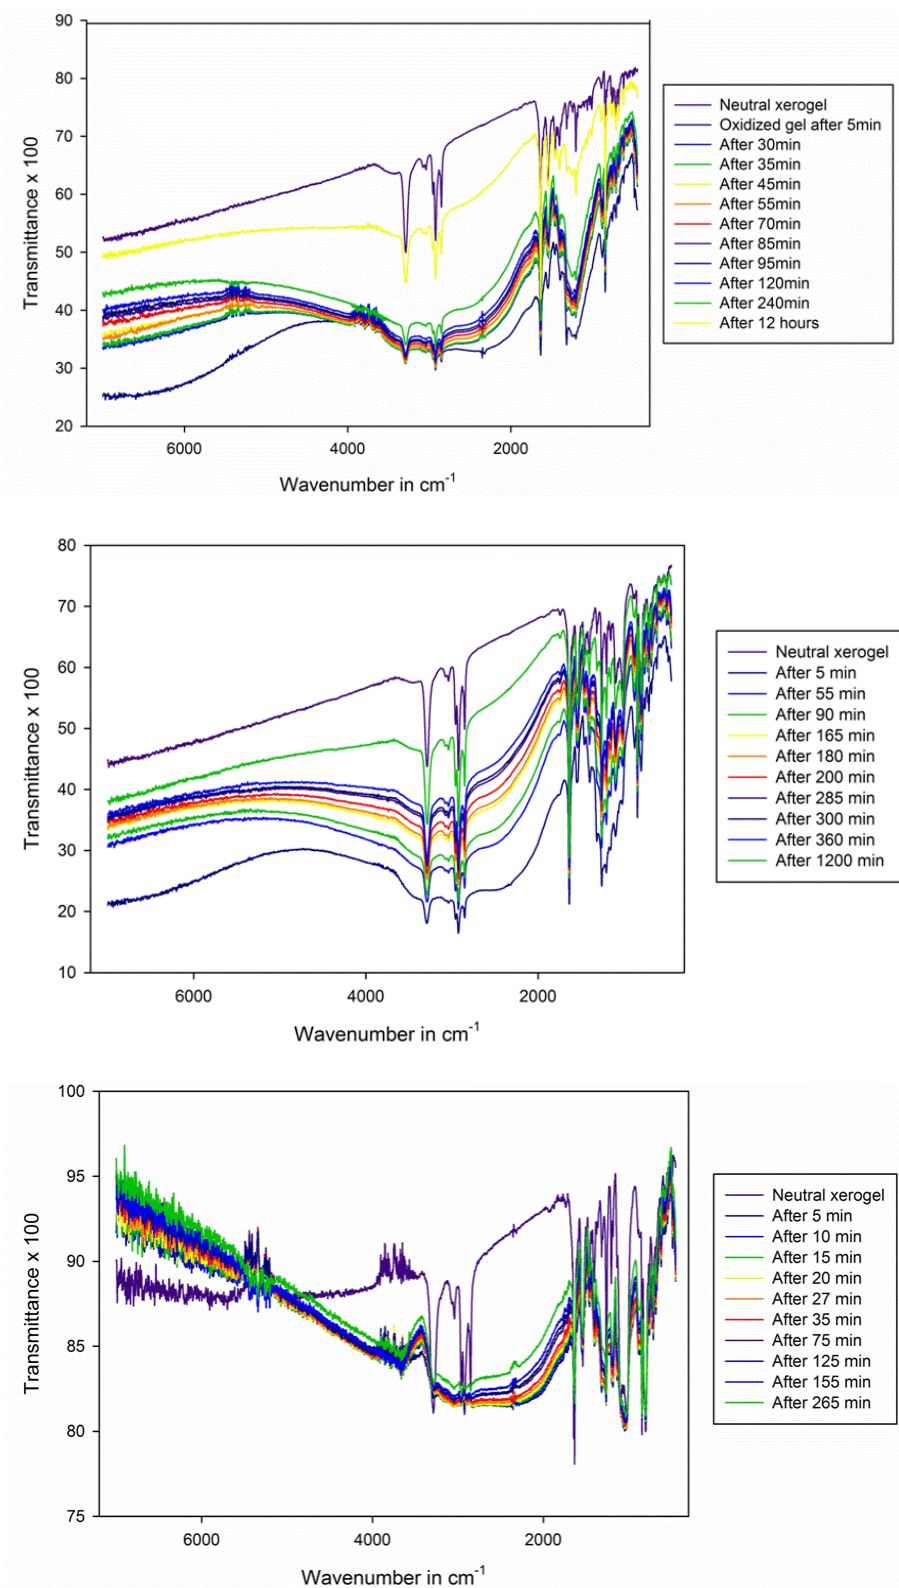 90
80
70
60
50
40
30
20
Transmittance x 100
6000
4000
2000
Wavenumber in cm-1
Neutral xerogel
Oxidized gel after 5min
After 30min
After 35min
After 45min
After 55min
After 70min
After 85min
After 95min
After 120min
After 240min
After 12 hours
80
70
60
50
40
30
20
10
Transmittance x 100
6000
4000
2000
Wavenumber in cm-1
Neutral xerogel
After 5 min
After 55 min
After 90 min
After 165 min
After 180 min
After 200 min
After 285 min
After 300 min
After 360 min
After 1200 min
100
95
90
85
80
75
Transmittance x 100
6000
4000
2000
Wavenumber in cm-1
Neutral xerogel
After 5 min
After 10 min
After 15 min
After 20 min
After 27 min
After 35 min
After 75 min
After 125 min
After 155 min
After 265 min